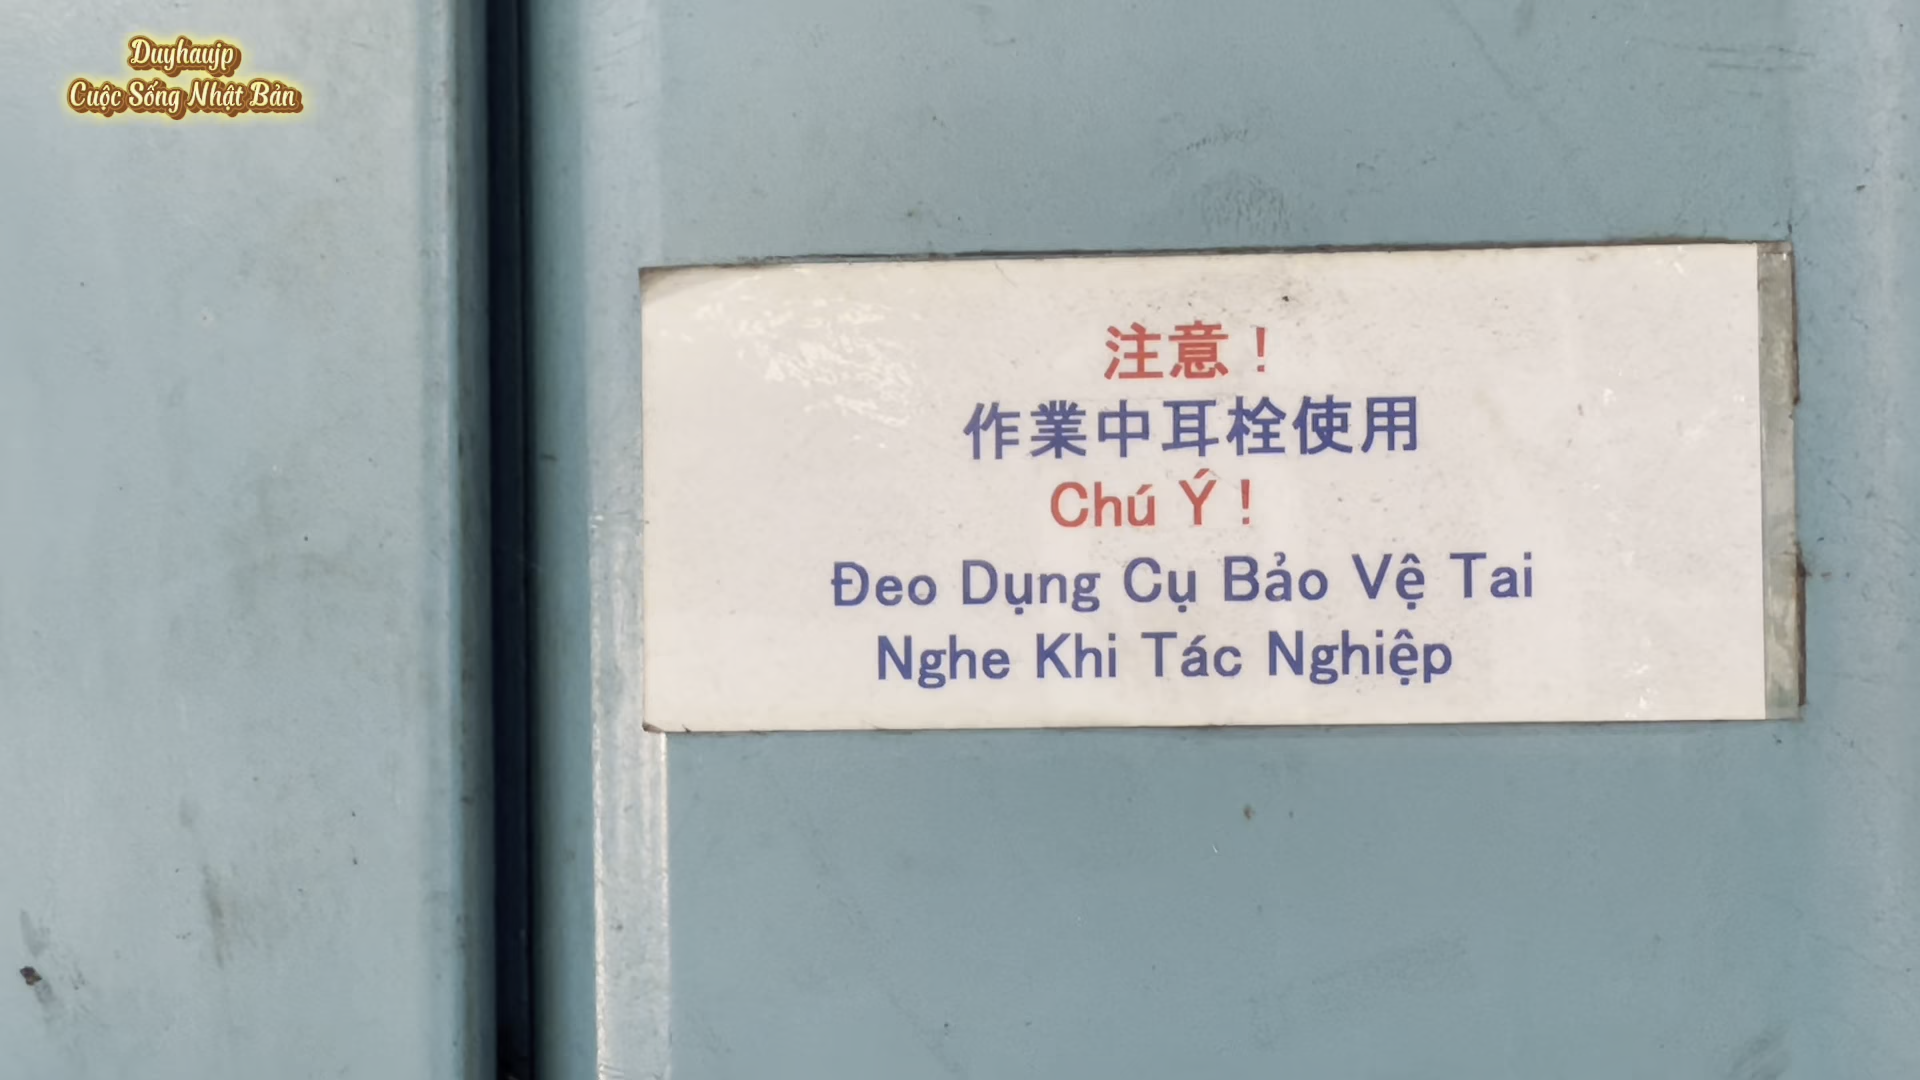 Duyhaujp
Cuộc Sống Nhật Bản
注意！
作業中耳栓使用
Chú Ý！
Đeo Dụng Cụ Bảo Vệ Tai
Nghe Khi Tác Nghiệp